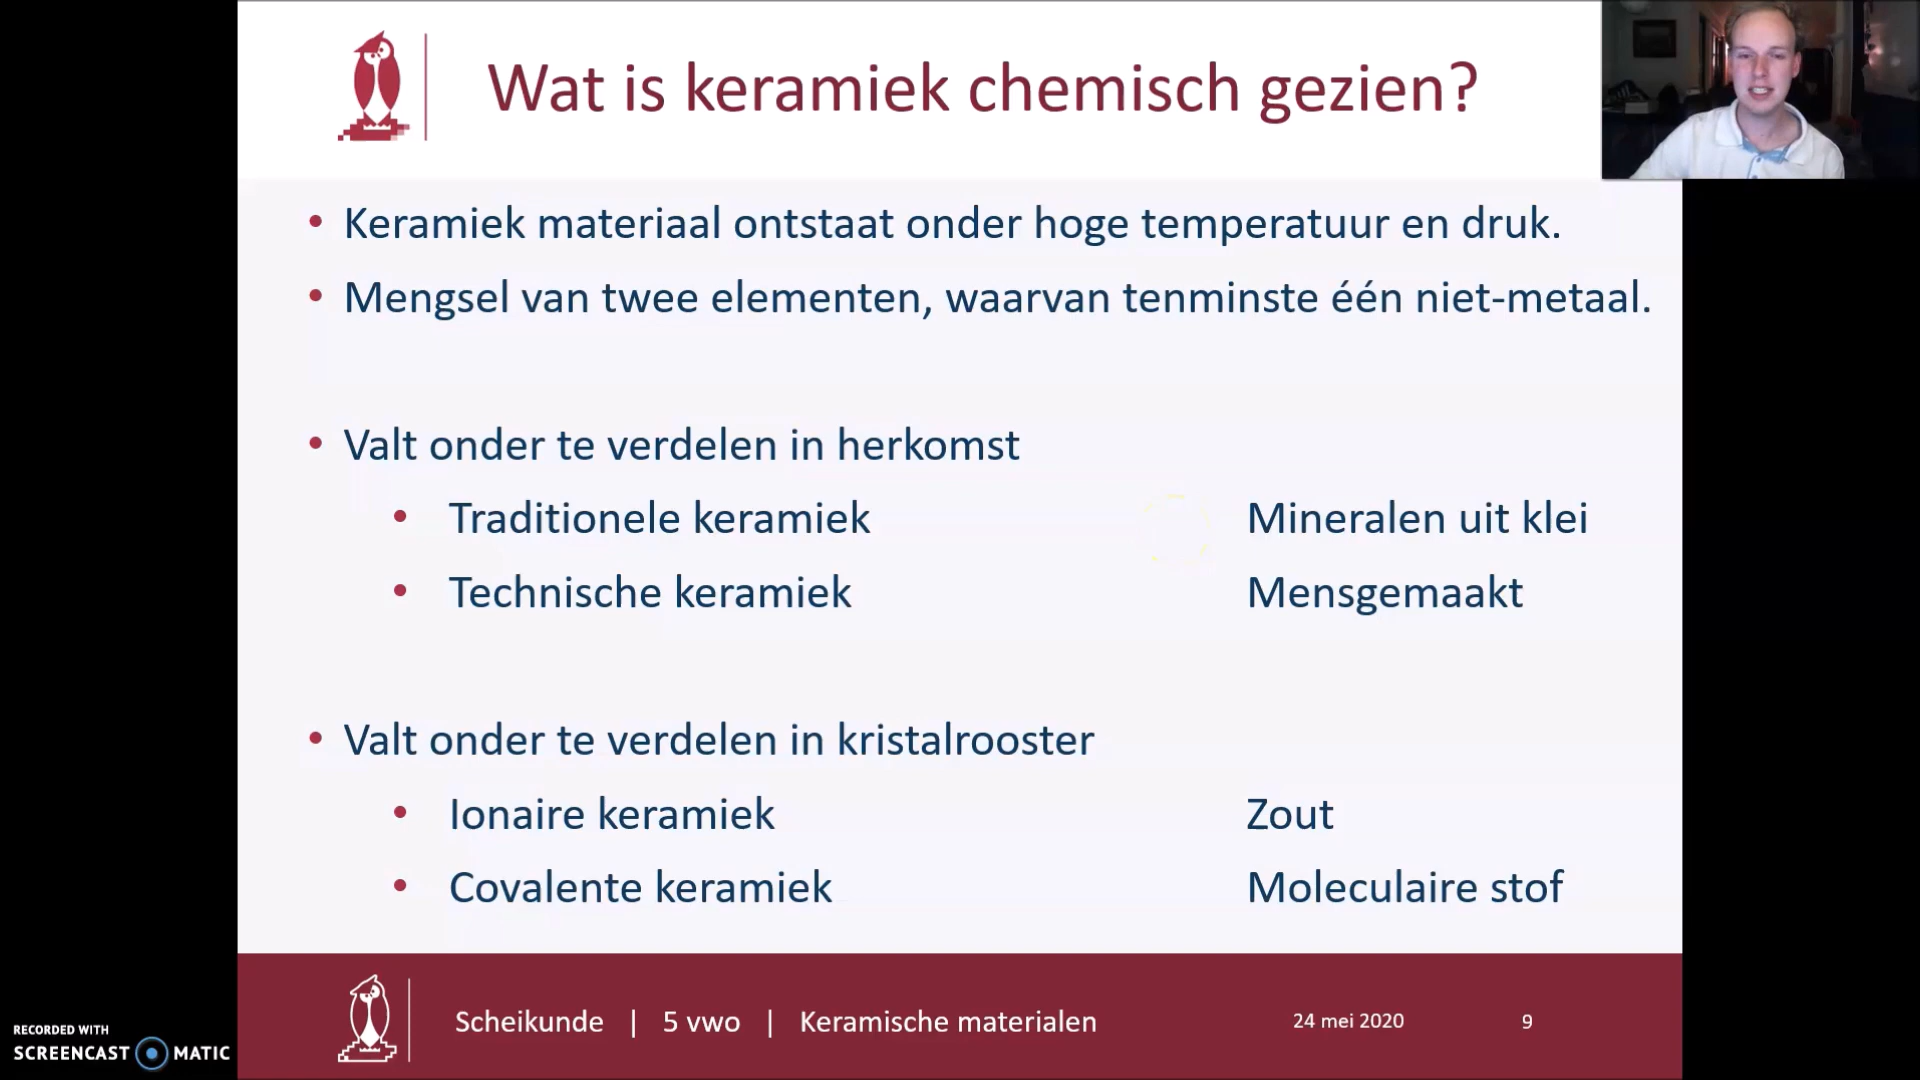 Wat is keramiek chemisch gezien?
• Keramiek materiaal ontstaat onder hoge temperatuur en druk.
• Mengsel van twee elementen, waarvan tenminste één niet-metaal.
• Valt onder te verdelen in herkomst
• Traditionele keramiek Mineralen uit klei
• Technische keramiek Mensgemaakt
• Valt onder te verdelen in kristalrooster
• Ionaire keramiek Zout
• Covalente keramiek Moleculaire stof
Scheikunde | 5 vwo | Keramische materialen 24 mei 2020 9
RECORDED WITH
SCREENCAST MATIC